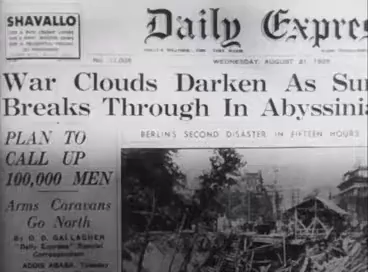 SHAVALLO
Daily Expre
WEDNESDAY, AUGUST 21
War Clouds Darken As Su
Breaks Through In Abyssinia
PLAN TO
CALL UP
100,000 MEN
Arms Caravans
Go North
By O. D. GALLAGHER
"Daily Express" Special
Correspondent
ADDIS ABABA, Tuesday
BERLIN'S SECOND DISASTER IN FIFTEEN HOURS